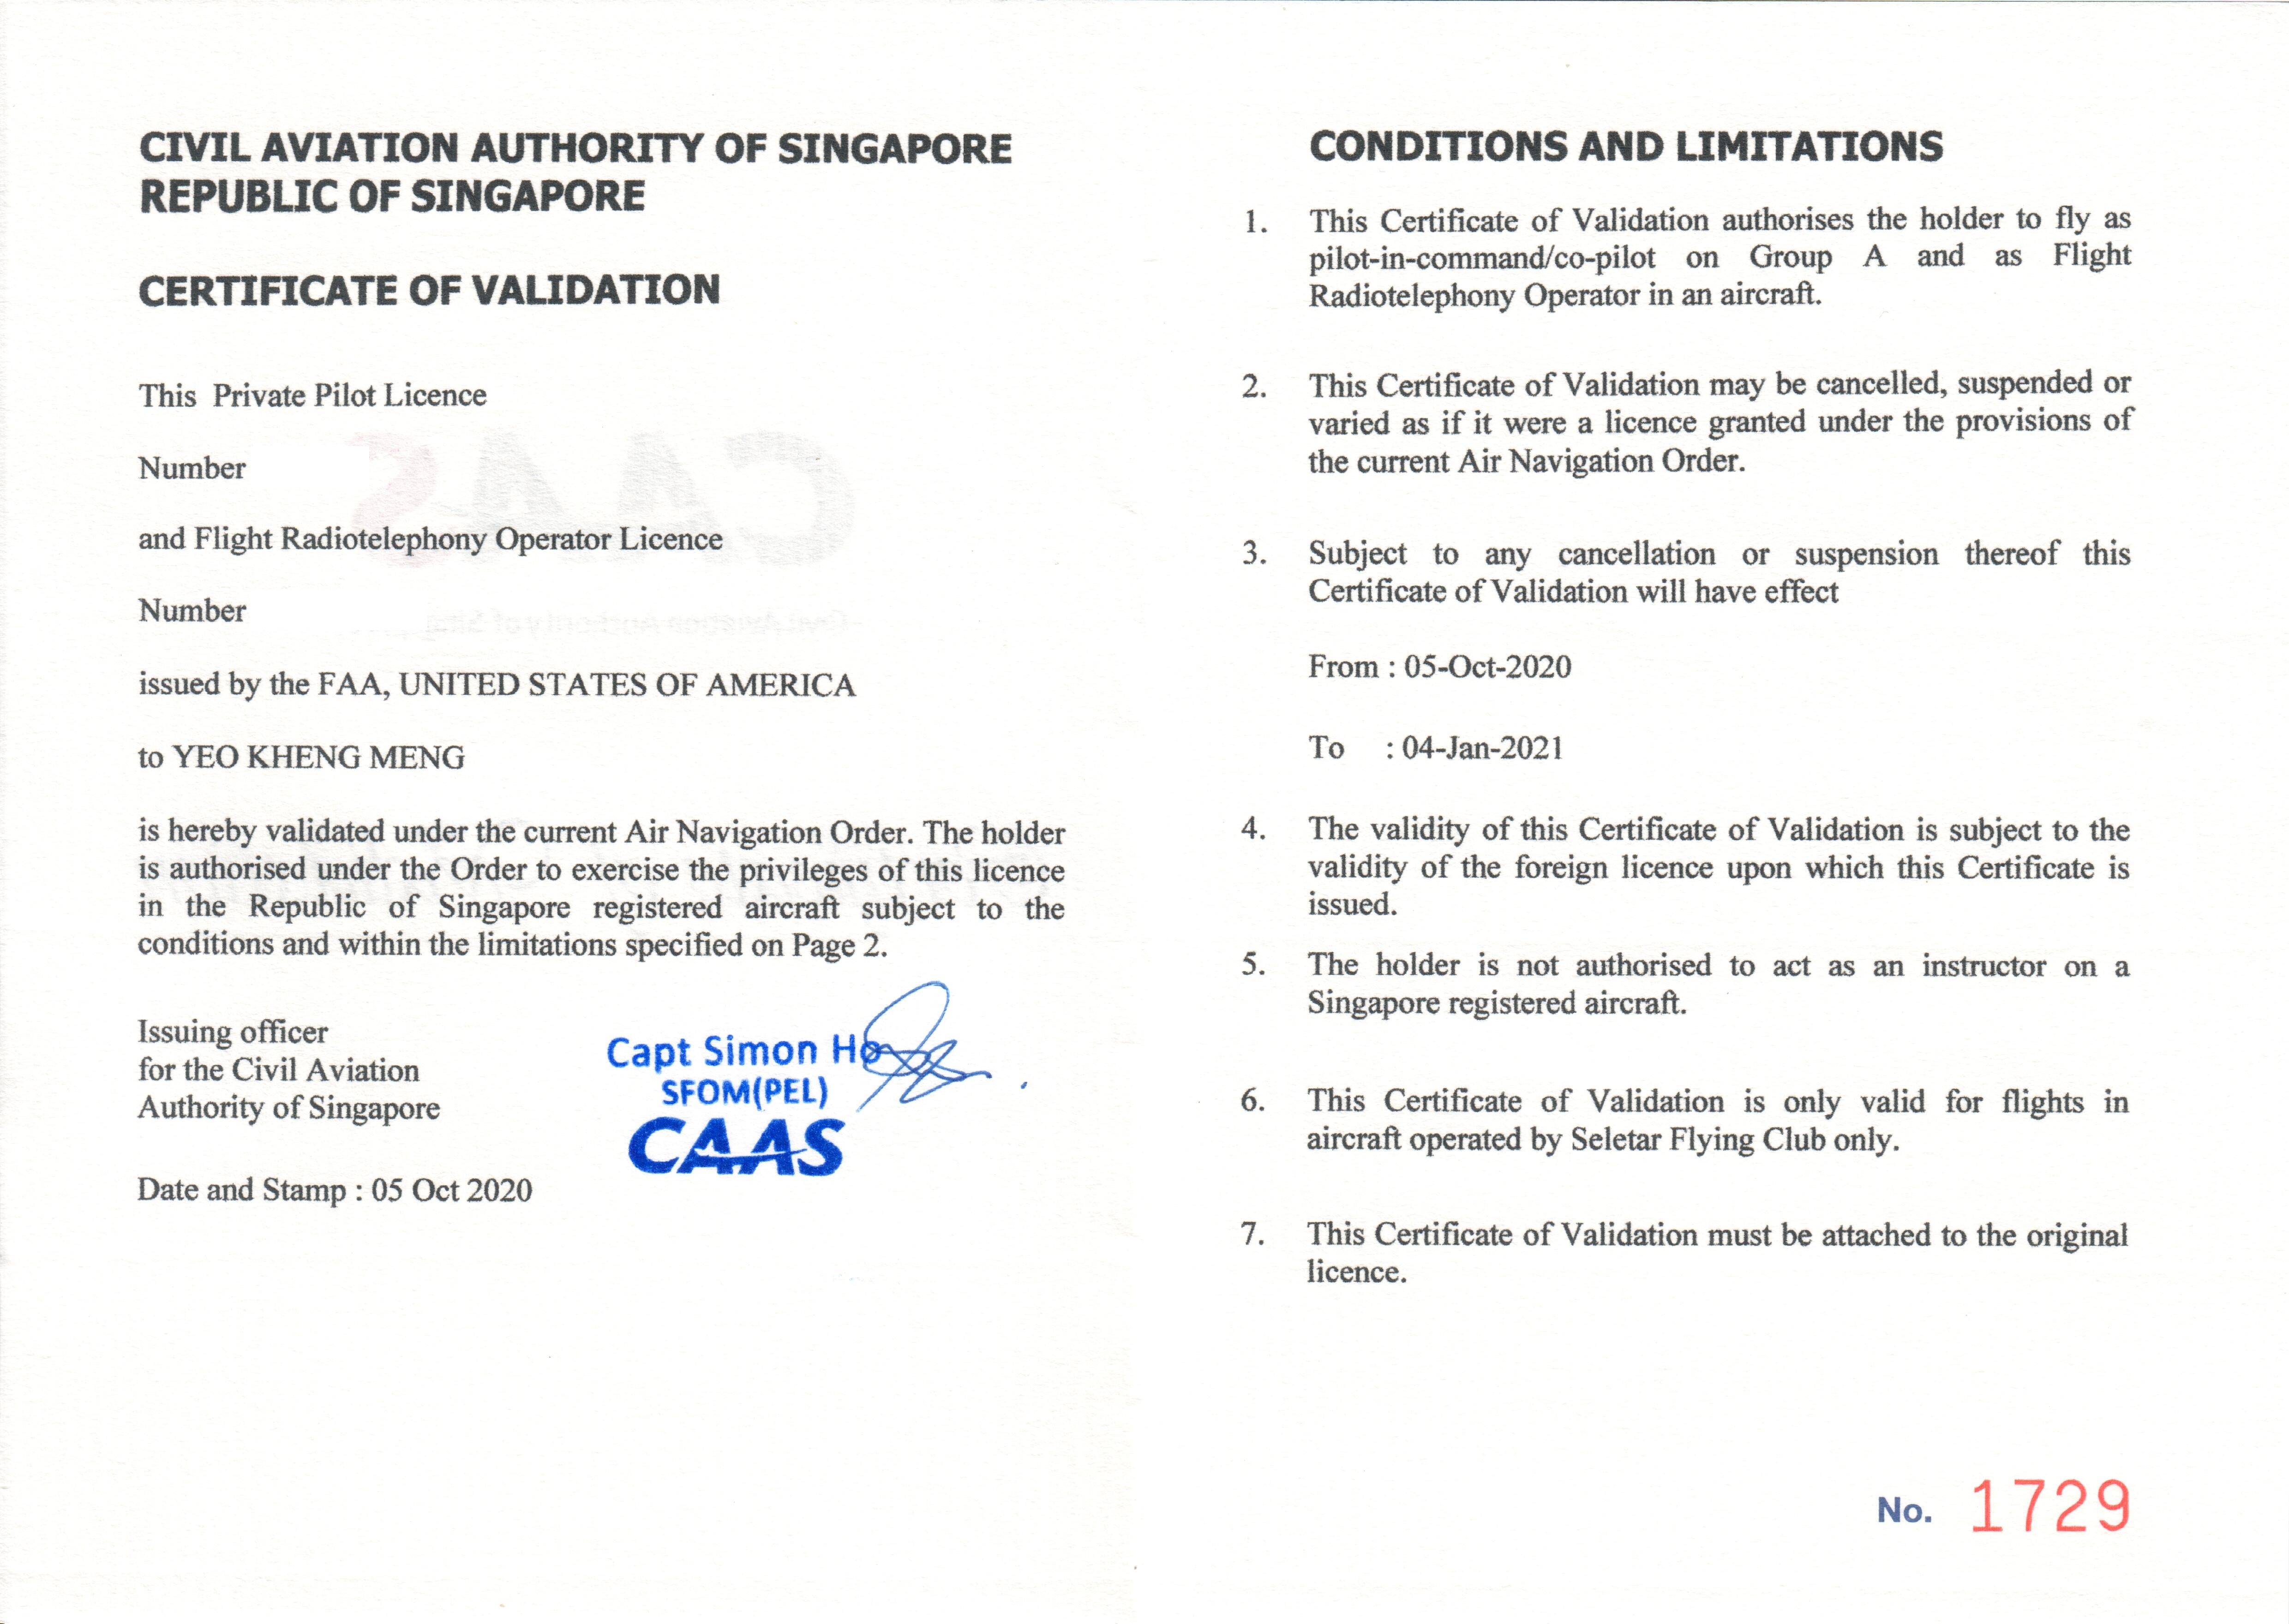 CIVIL AVIATION AUTHORITY OF SINGAPORE
REPUBLIC OF SINGAPORE
CERTIFICATE OF VALIDATION
This Private Pilot Licence
Number
and Flight Radiotelephony Operator Licence
Number
issued by the FAA, UNITED STATES OF AMERICA
to YEO KHENG MENG
is hereby validated under the current Air Navigation Order. The holder
is authorised under the Order to exercise the privileges of this licence
in the Republic of Singapore registered aircraft subject to the
conditions and within the limitations specified on Page 2.
Issuing officer
for the Civil Aviation
Authority of Singapore
Capt Simon Ho
SFOM(PEL)
CAAS
Date and Stamp : 05 Oct 2020
CONDITIONS AND LIMITATIONS
1. This Certificate of Validation authorises the holder to fly as
pilot-in-command/co-pilot on Group A and as Flight
Radiotelephony Operator in an aircraft.
2. This Certificate of Validation may be cancelled, suspended or
varied as if it were a licence granted under the provisions of
the current Air Navigation Order.
3. Subject to any cancellation or suspension thereof this
Certificate of Validation will have effect
From : 05-Oct-2020
To : 04-Jan-2021
4. The validity of this Certificate of Validation is subject to the
validity of the foreign licence upon which this Certificate is
issued.
5. The holder is not authorised to act as an instructor on a
Singapore registered aircraft.
6. This Certificate of Validation is only valid for flights in
aircraft operated by Seletar Flying Club only.
7. This Certificate of Validation must be attached to the original
licence.
No. 1729